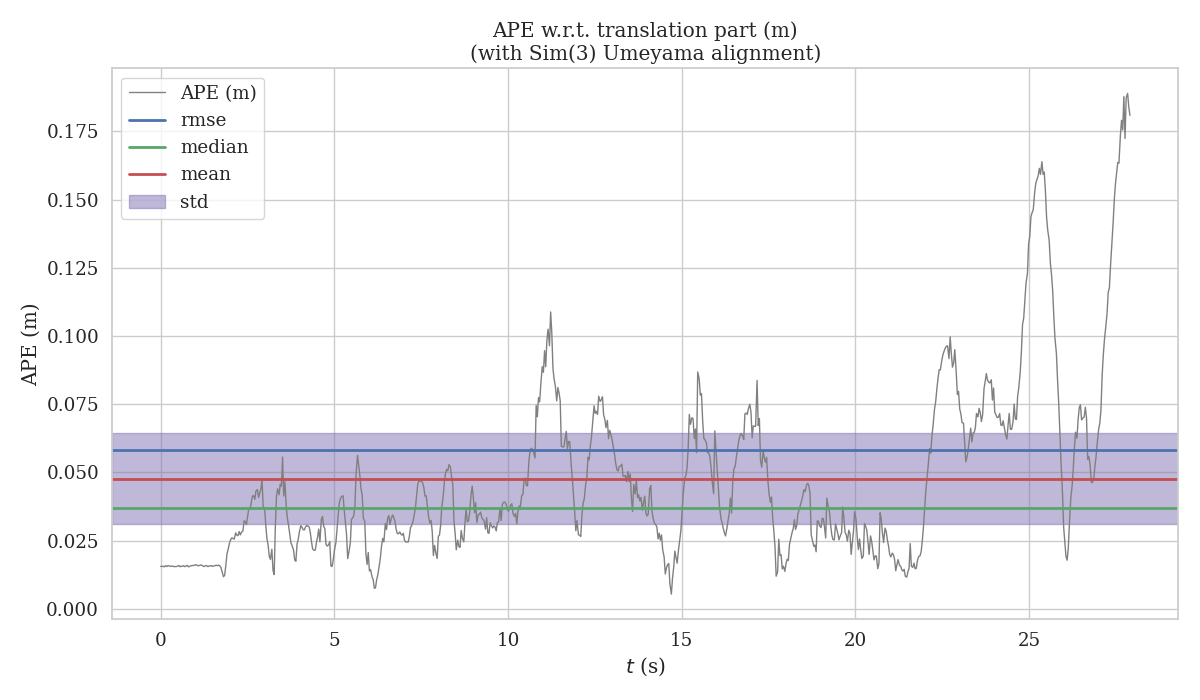 APE w.r.t. translation part (m)
(with Sim(3) Umeyama alignment)
APE (m)
rmse
median
mean
std
APE (m)
0.175
0.150
0.125
0.100
0.075
0.050
0.025
0.000
0 5 10 15 20 25
t (s)